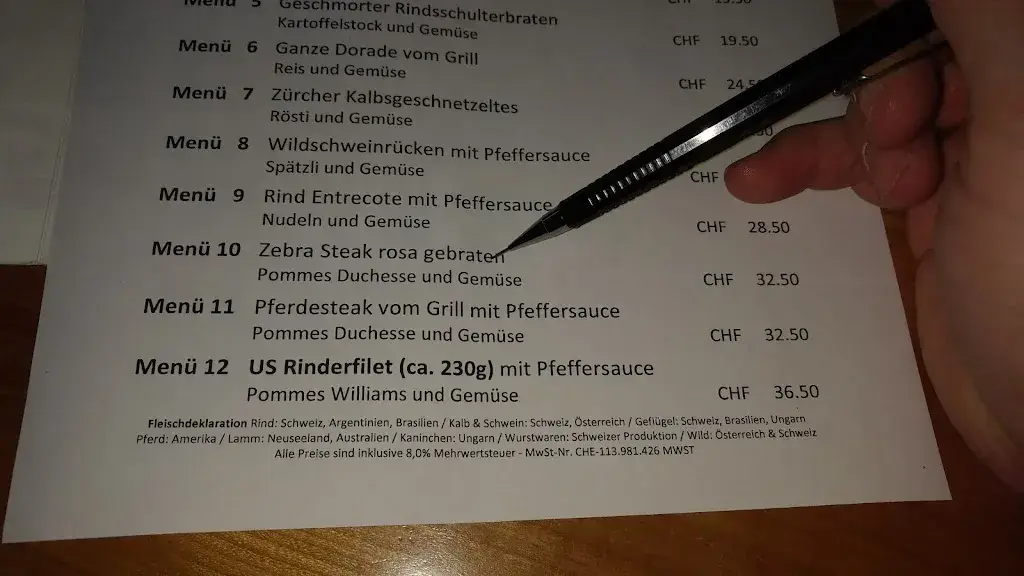 Menü 5 Geschmorter Rindsschulterbraten
Kartoffelstock und Gemüse CHF 19.50
Menü 6 Ganze Dorade vom Grill
Reis und Gemüse CHF 24.50
Menü 7 Zürcher Kalbsgeschnetzeltes
Rösti und Gemüse
Menü 8 Wildschweinrücken mit Pfeffersauce
Spätzli und Gemüse CHF
Menü 9 Rind Entrecote mit Pfeffersauce
Nudeln und Gemüse CHF 28.50
Menü 10 Zebra Steak rosa gebraten
Pommes Duchesse und Gemüse CHF 32.50
Menü 11 Pferdesteak vom Grill mit Pfeffersauce
Pommes Duchesse und Gemüse CHF 32.50
Menü 12 US Rinderfilet (ca. 230g) mit Pfeffersauce
Pommes Williams und Gemüse CHF 36.50
Fleischdeklaration Rind: Schweiz, Argentinien, Brasilien / Kalb & Schwein: Schweiz, Österreich / Geflügel: Schweiz, Brasilien, Ungarn
Pferd: Amerika / Lamm: Neuseeland, Australien / Kaninchen: Ungarn / Wurstwaren: Schweizer Produktion / Wild: Österreich & Schweiz
Alle Preise sind inklusive 8,0% Mehrwertsteuer - MwSt-Nr. CHE-113.981.426 MWST